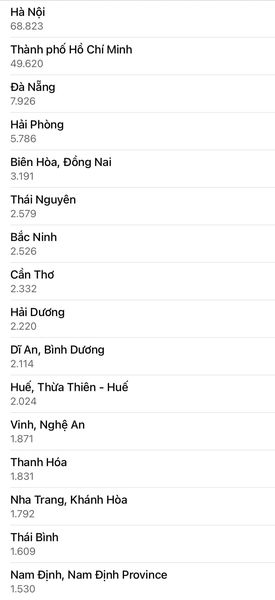 Hà Nội
68.823
Thành phố Hồ Chí Minh
49.620
Đà Nẵng
7.926
Hải Phòng
5.786
Biên Hòa, Đồng Nai
3.191
Thái Nguyên
2.579
Bắc Ninh
2.526
Cần Thơ
2.332
Hải Dương
2.220
Dĩ An, Bình Dương
2.114
Huế, Thừa Thiên - Huế
2.024
Vinh, Nghệ An
1.871
Thanh Hóa
1.831
Nha Trang, Khánh Hòa
1.792
Thái Bình
1.609
Nam Định, Nam Định Province
1.530